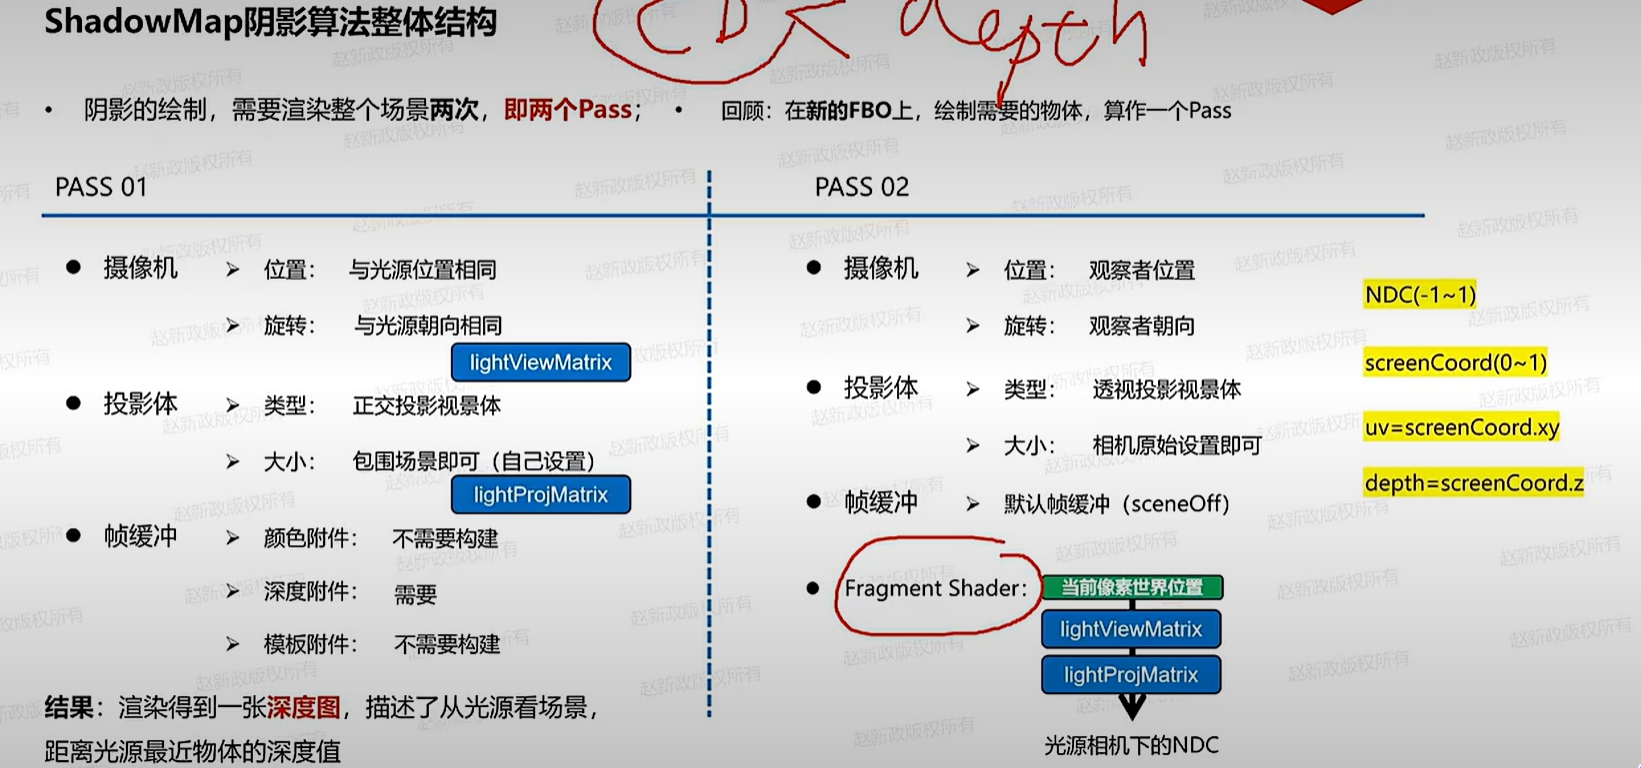 ShadowMap阴影算法整体结构
depth
• 阴影的绘制，需要渲染整个场景两次，即两个Pass；
• 回顾：在新的FBO上，绘制需要的物体，算作一个Pass
PASS 01
● 摄像机 ➢ 位置： 与光源位置相同
➢ 旋转： 与光源朝向相同
lightViewMatrix
● 投影体 ➢ 类型： 正交投影视景体
➢ 大小： 包围场景即可（自己设置）
lightProjMatrix
● 帧缓冲 ➢ 颜色附件： 不需要构建
➢ 深度附件： 需要
➢ 模板附件： 不需要构建
结果：渲染得到一张深度图，描述了从光源看场景，
距离光源最近物体的深度值
PASS 02
● 摄像机 ➢ 位置： 观察者位置
➢ 旋转： 观察者朝向
● 投影体 ➢ 类型： 透视投影视景体
➢ 大小： 相机原始设置即可
● 帧缓冲 ➢ 默认帧缓冲（sceneOff）
● Fragment Shader： 当前像素世界位置
lightViewMatrix
lightProjMatrix
光源相机下的NDC
NDC(-1~1)
screenCoord(0~1)
uv=screenCoord.xy
depth=screenCoord.z
赵新政版权所有